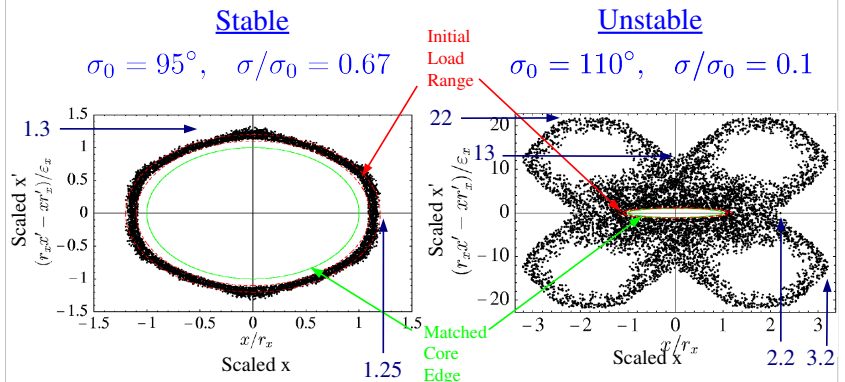 Stable
σ₀ = 95°, σ/σ₀ = 0.67
Initial
Load
Range
Unstable
σ₀ = 110°, σ/σ₀ = 0.1
1.3
Scaled x'
(rₓx′ − xr′ₓ)/εₓ
1.5
1
0.5
0
−0.5
−1
−1.5
−1.5
−1
−0.5
0
0.5
1
1.5
x/rₓ
Scaled x
1.25
Matched
Core
Edge
22
13
Scaled x'
(rₓx′ − xr′ₓ)/εₓ
20
10
0
−10
−20
−3
−2
−1
0
1
2
3
x/rₓ
Scaled x
2.2
3.2